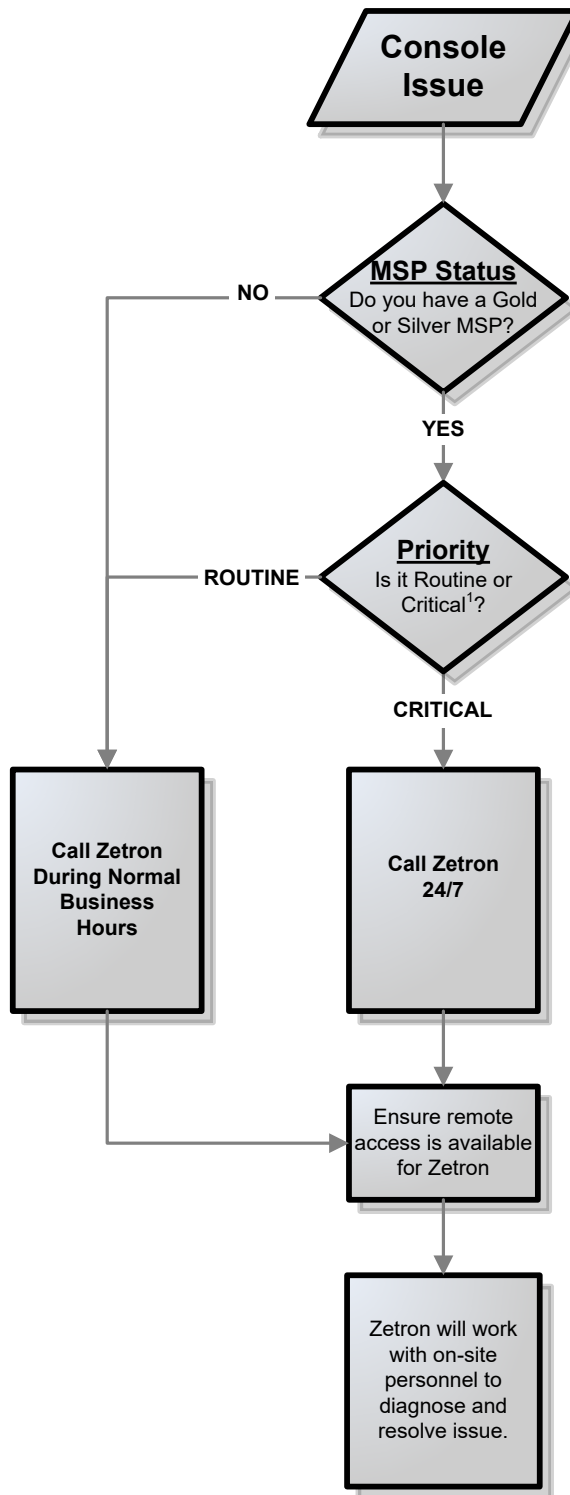 Console
Issue
MSP Status
Do you have a Gold
or Silver MSP?
NO
YES
Priority
Is it Routine or
Critical¹?
ROUTINE
CRITICAL
Call Zetron
During Normal
Business
Hours
Call Zetron
24/7
Ensure remote
access is available
for Zetron
Zetron will work
with on-site
personnel to
diagnose and
resolve issue.